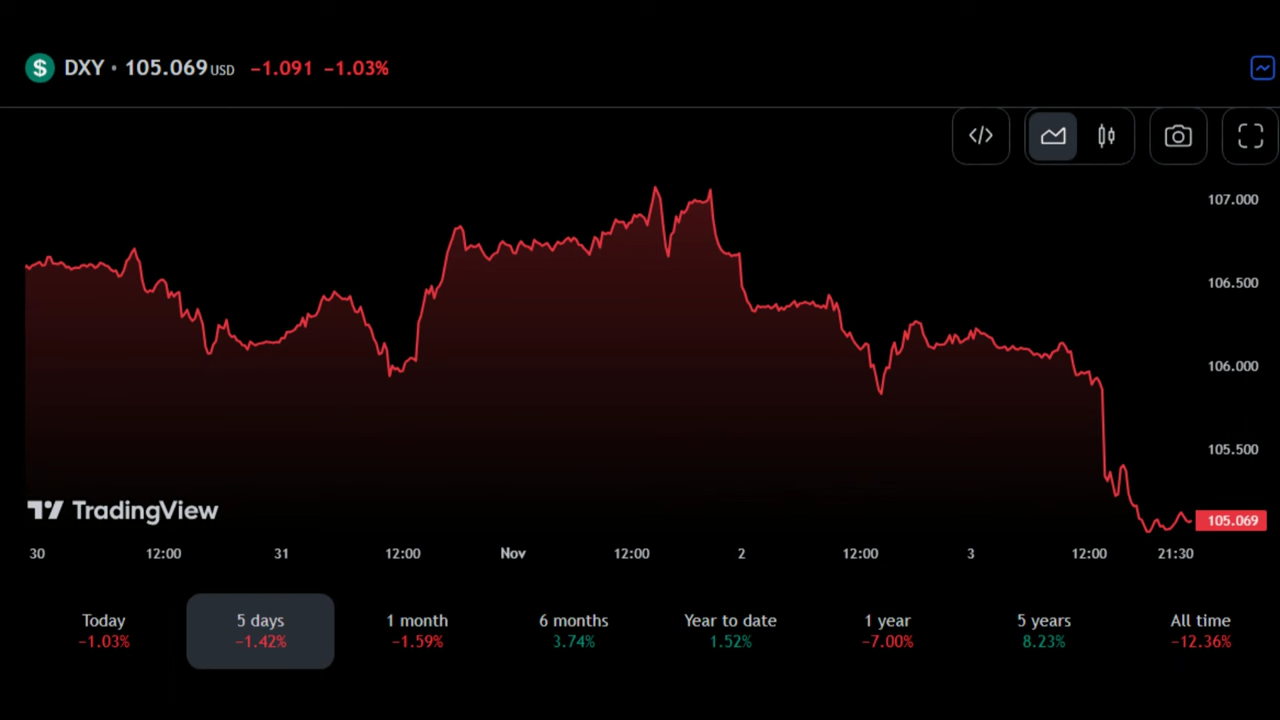 $ DXY • 105.069 USD −1.091 −1.03%
107.000
106.500
106.000
105.500
105.069
TradingView
30 12:00 31 12:00 Nov 12:00 2 12:00 3 12:00 21:30
Today 5 days 1 month 6 months Year to date 1 year 5 years All time
−1.03% −1.42% −1.59% 3.74% 1.52% −7.00% 8.23% −12.36%